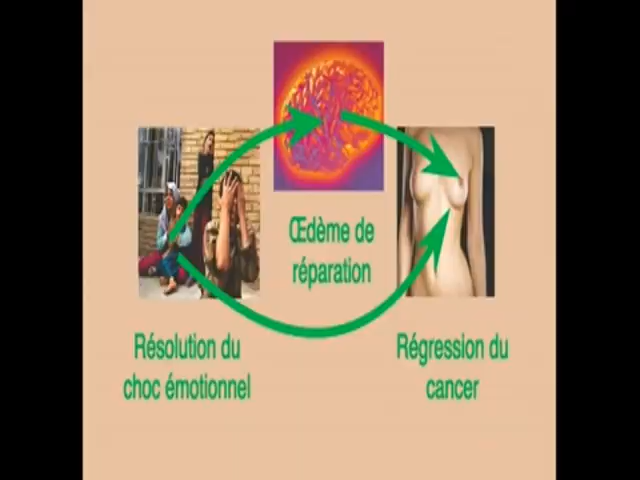 Œdème de
réparation
Résolution du
choc émotionnel
Régression du
cancer